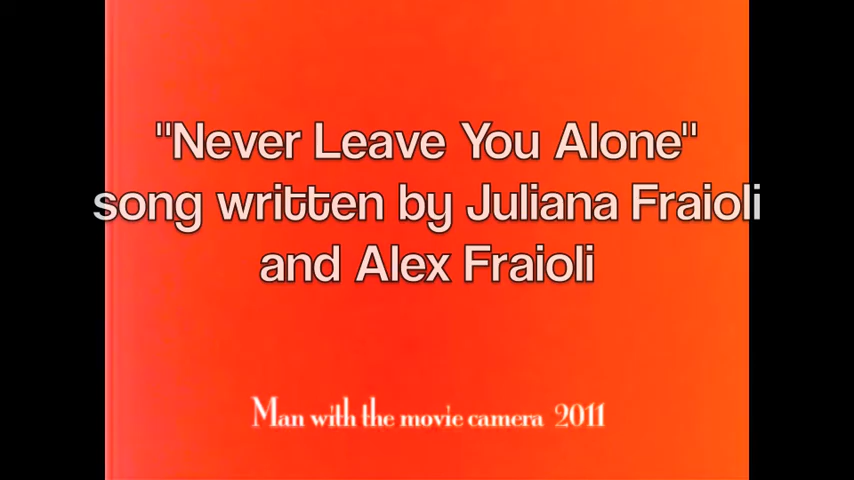 "Never Leave You Alone"
song written by Juliana Fraioli
and Alex Fraioli
Man with the movie camera 2011